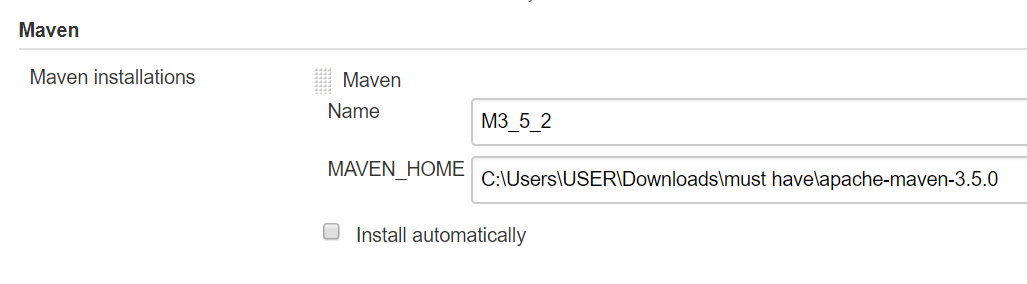 Maven
Maven installations
Maven
Name
M3_5_2
MAVEN_HOME
C:\Users\USER\Downloads\must have\apache-maven-3.5.0
Install automatically